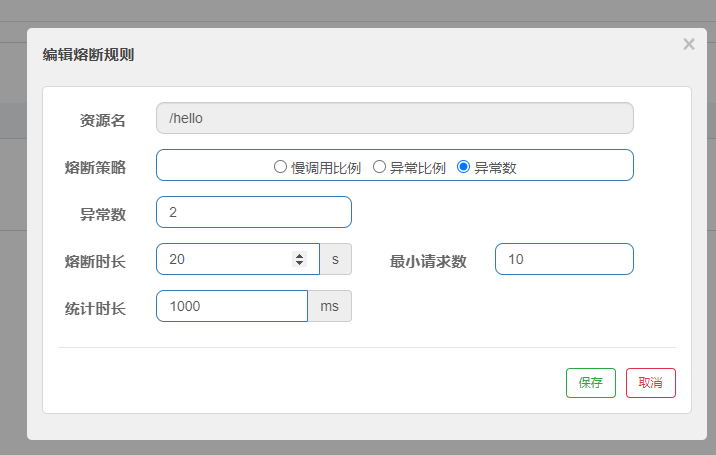 编辑熔断规则 ×
资源名 /hello
熔断策略 慢调用比例 异常比例 异常数
异常数 2
熔断时长 20 s 最小请求数 10
统计时长 1000 ms
保存 取消